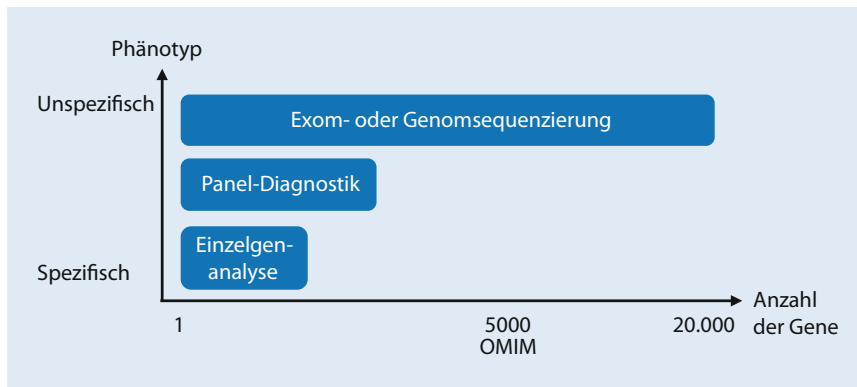 Phänotyp
Unspezifisch
Exom- oder Genomsequenzierung
Panel-Diagnostik
Einzelgen-
analyse
Spezifisch
Anzahl
der Gene
1
5000
OMIM
20.000